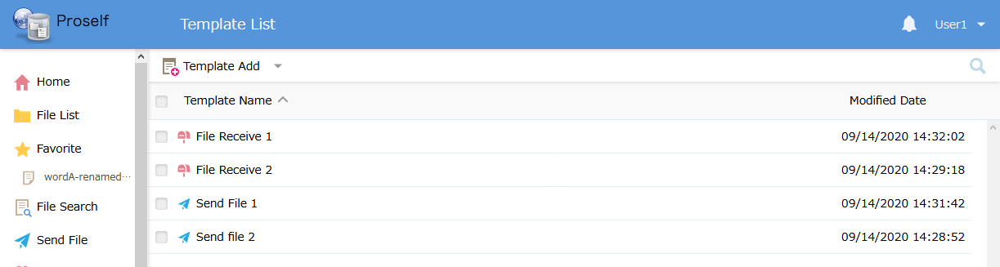 Proself
Template List
User1
Home
File List
Favorite
wordA-renamed···
File Search
Send File
Template Add
Template Name
Modified Date
File Receive 1
09/14/2020 14:32:02
File Receive 2
09/14/2020 14:29:18
Send File 1
09/14/2020 14:31:42
Send file 2
09/14/2020 14:28:52